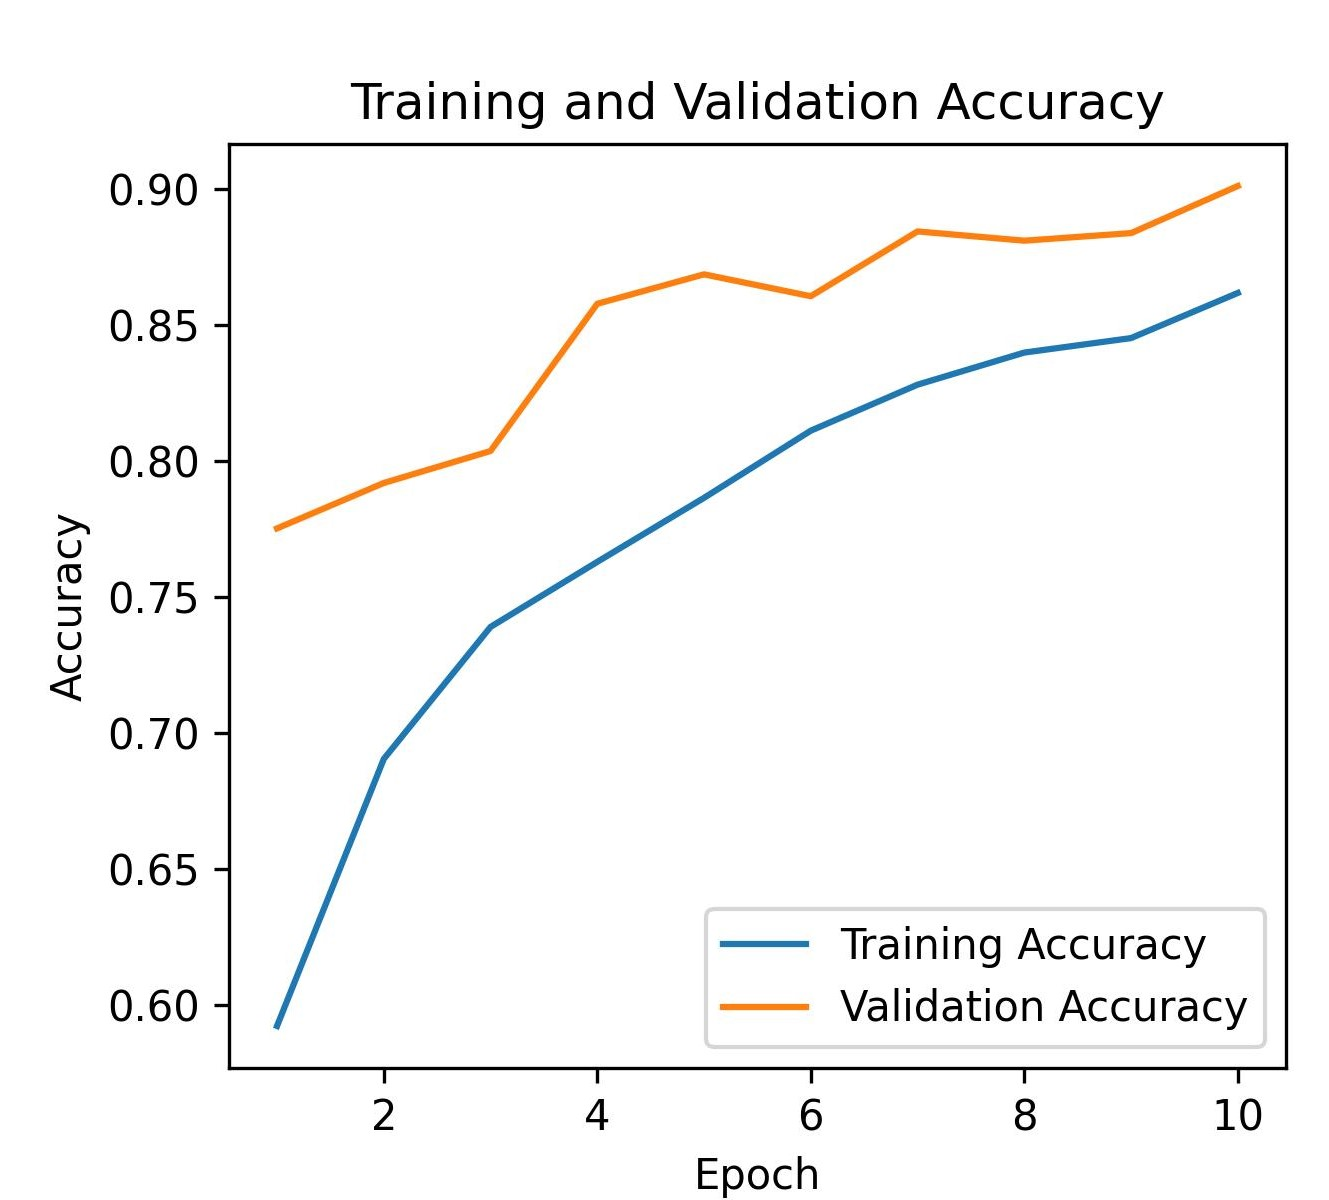 Training and Validation Accuracy
0.90
0.85
0.80
0.75
0.70
0.65
0.60
Accuracy
Training Accuracy
Validation Accuracy
2 4 6 8 10
Epoch